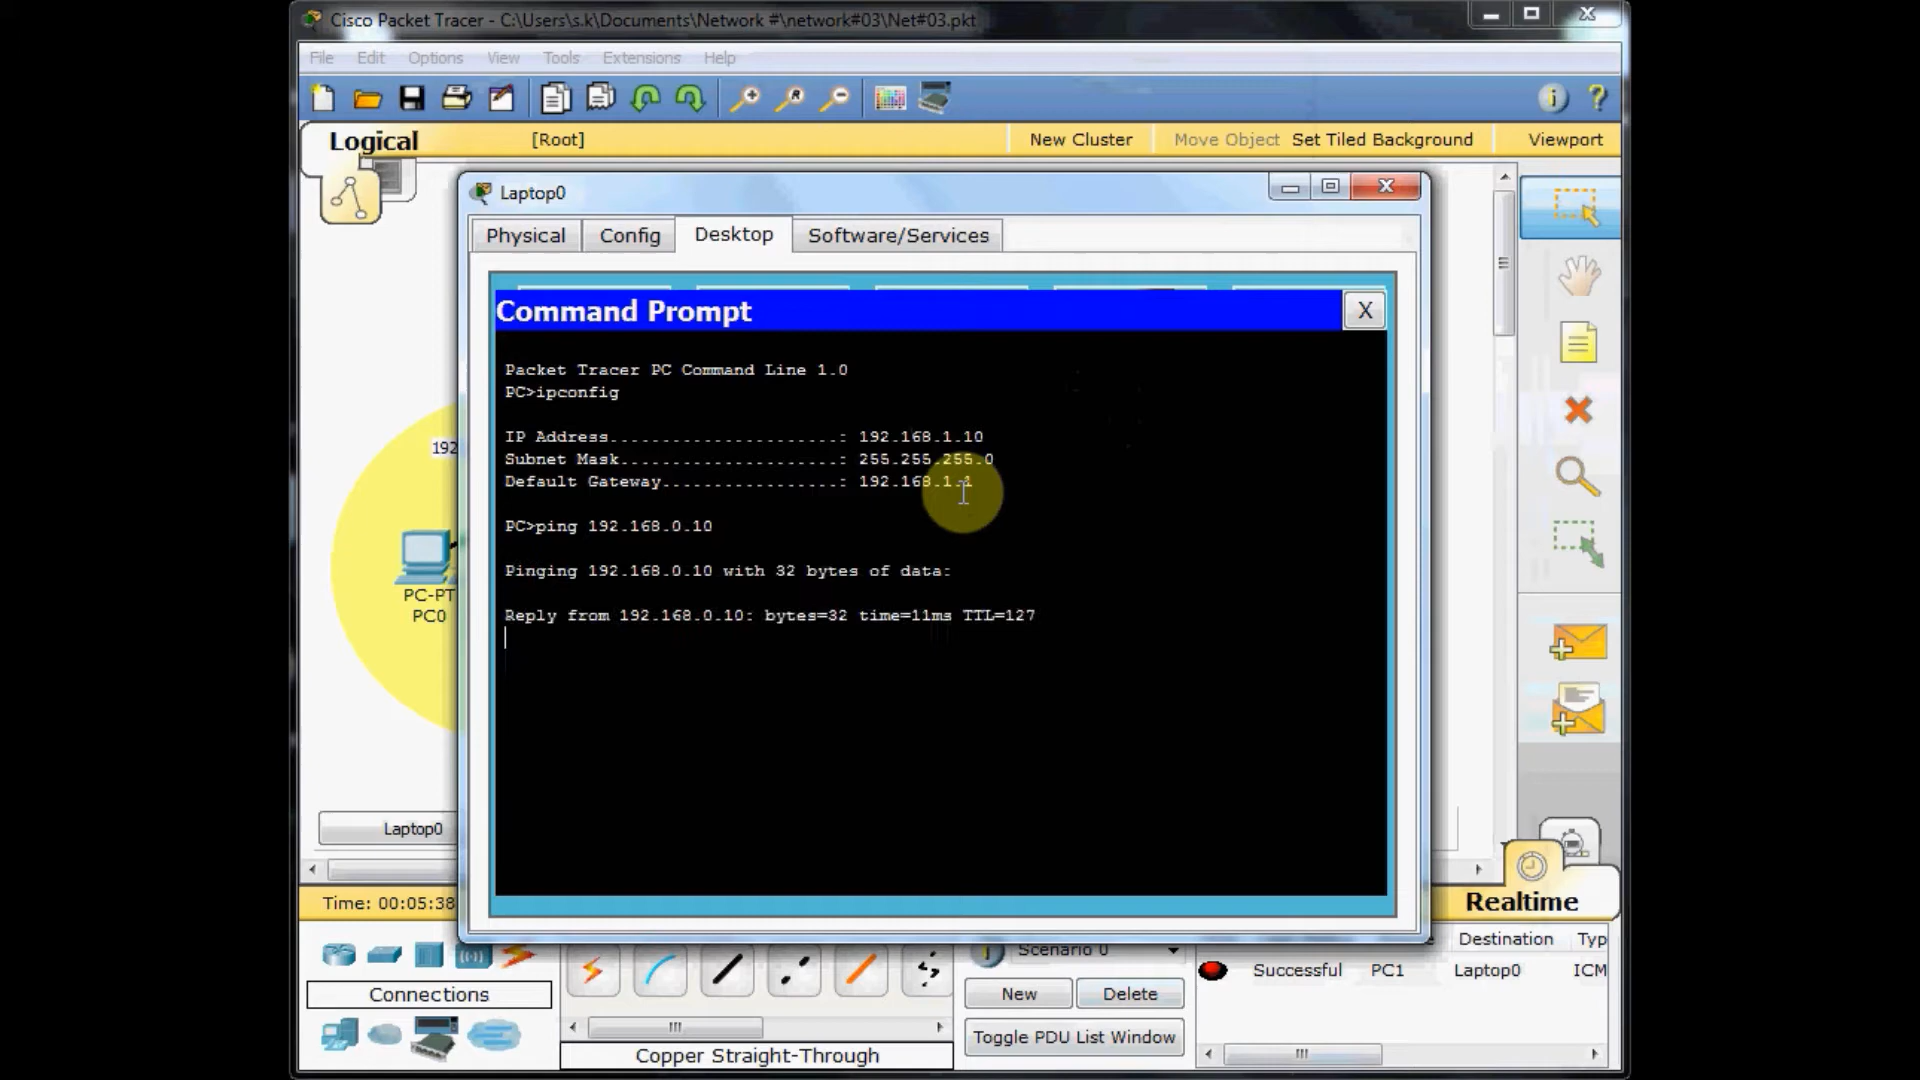 Cisco Packet Tracer - C:\Users\s.k\Documents\Network #\network#03\Net#03.pkt
File Edit Options View Tools Extensions Help
Logical [Root] New Cluster Move Object Set Tiled Background Viewport
Laptop0
Physical Config Desktop Software/Services
Command Prompt X
Packet Tracer PC Command Line 1.0
PC>ipconfig
IP Address......................: 192.168.1.10
Subnet Mask.....................: 255.255.255.0
Default Gateway.................: 192.168.1.1
PC>ping 192.168.0.10
Pinging 192.168.0.10 with 32 bytes of data:
Reply from 192.168.0.10: bytes=32 time=11ms TTL=127
192
PC-PT
PC0
Laptop0
Time: 00:05:38
Realtime
Scenario 0
Destination Typ
Successful PC1 Laptop0 ICM
Connections
New Delete
Toggle PDU List Window
Copper Straight-Through